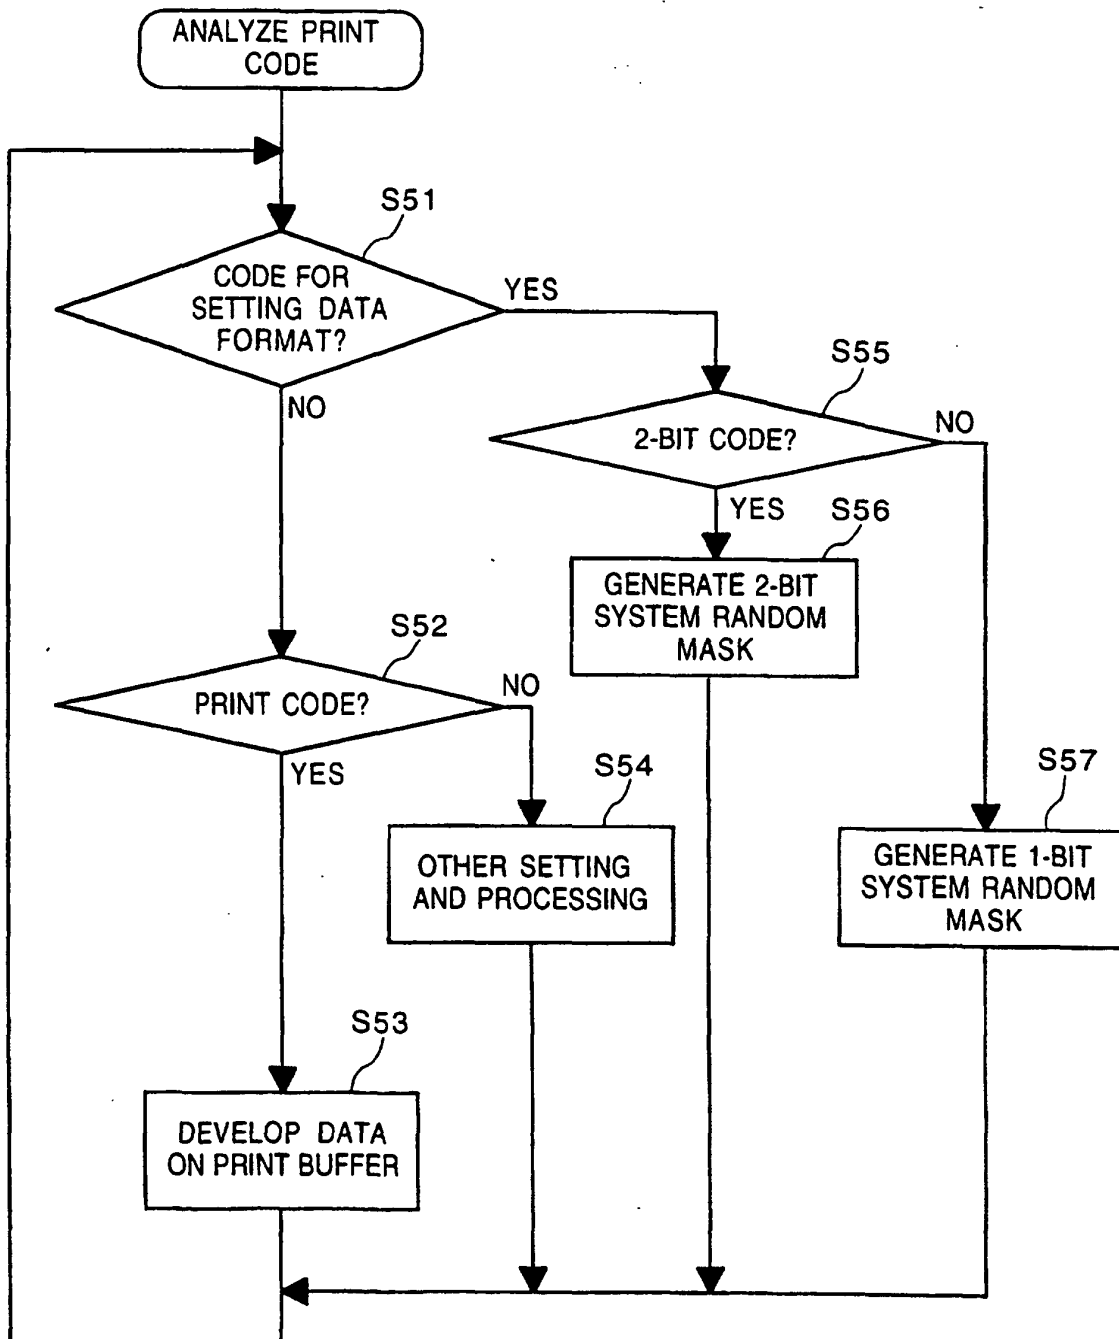 ANALYZE PRINT
CODE
S51
CODE FOR
SETTING DATA
FORMAT?
YES
NO
S55
2-BIT CODE?
NO
YES
S56
GENERATE 2-BIT
SYSTEM RANDOM
MASK
S52
PRINT CODE?
NO
YES
S54
OTHER SETTING
AND PROCESSING
S57
GENERATE 1-BIT
SYSTEM RANDOM
MASK
S53
DEVELOP DATA
ON PRINT BUFFER